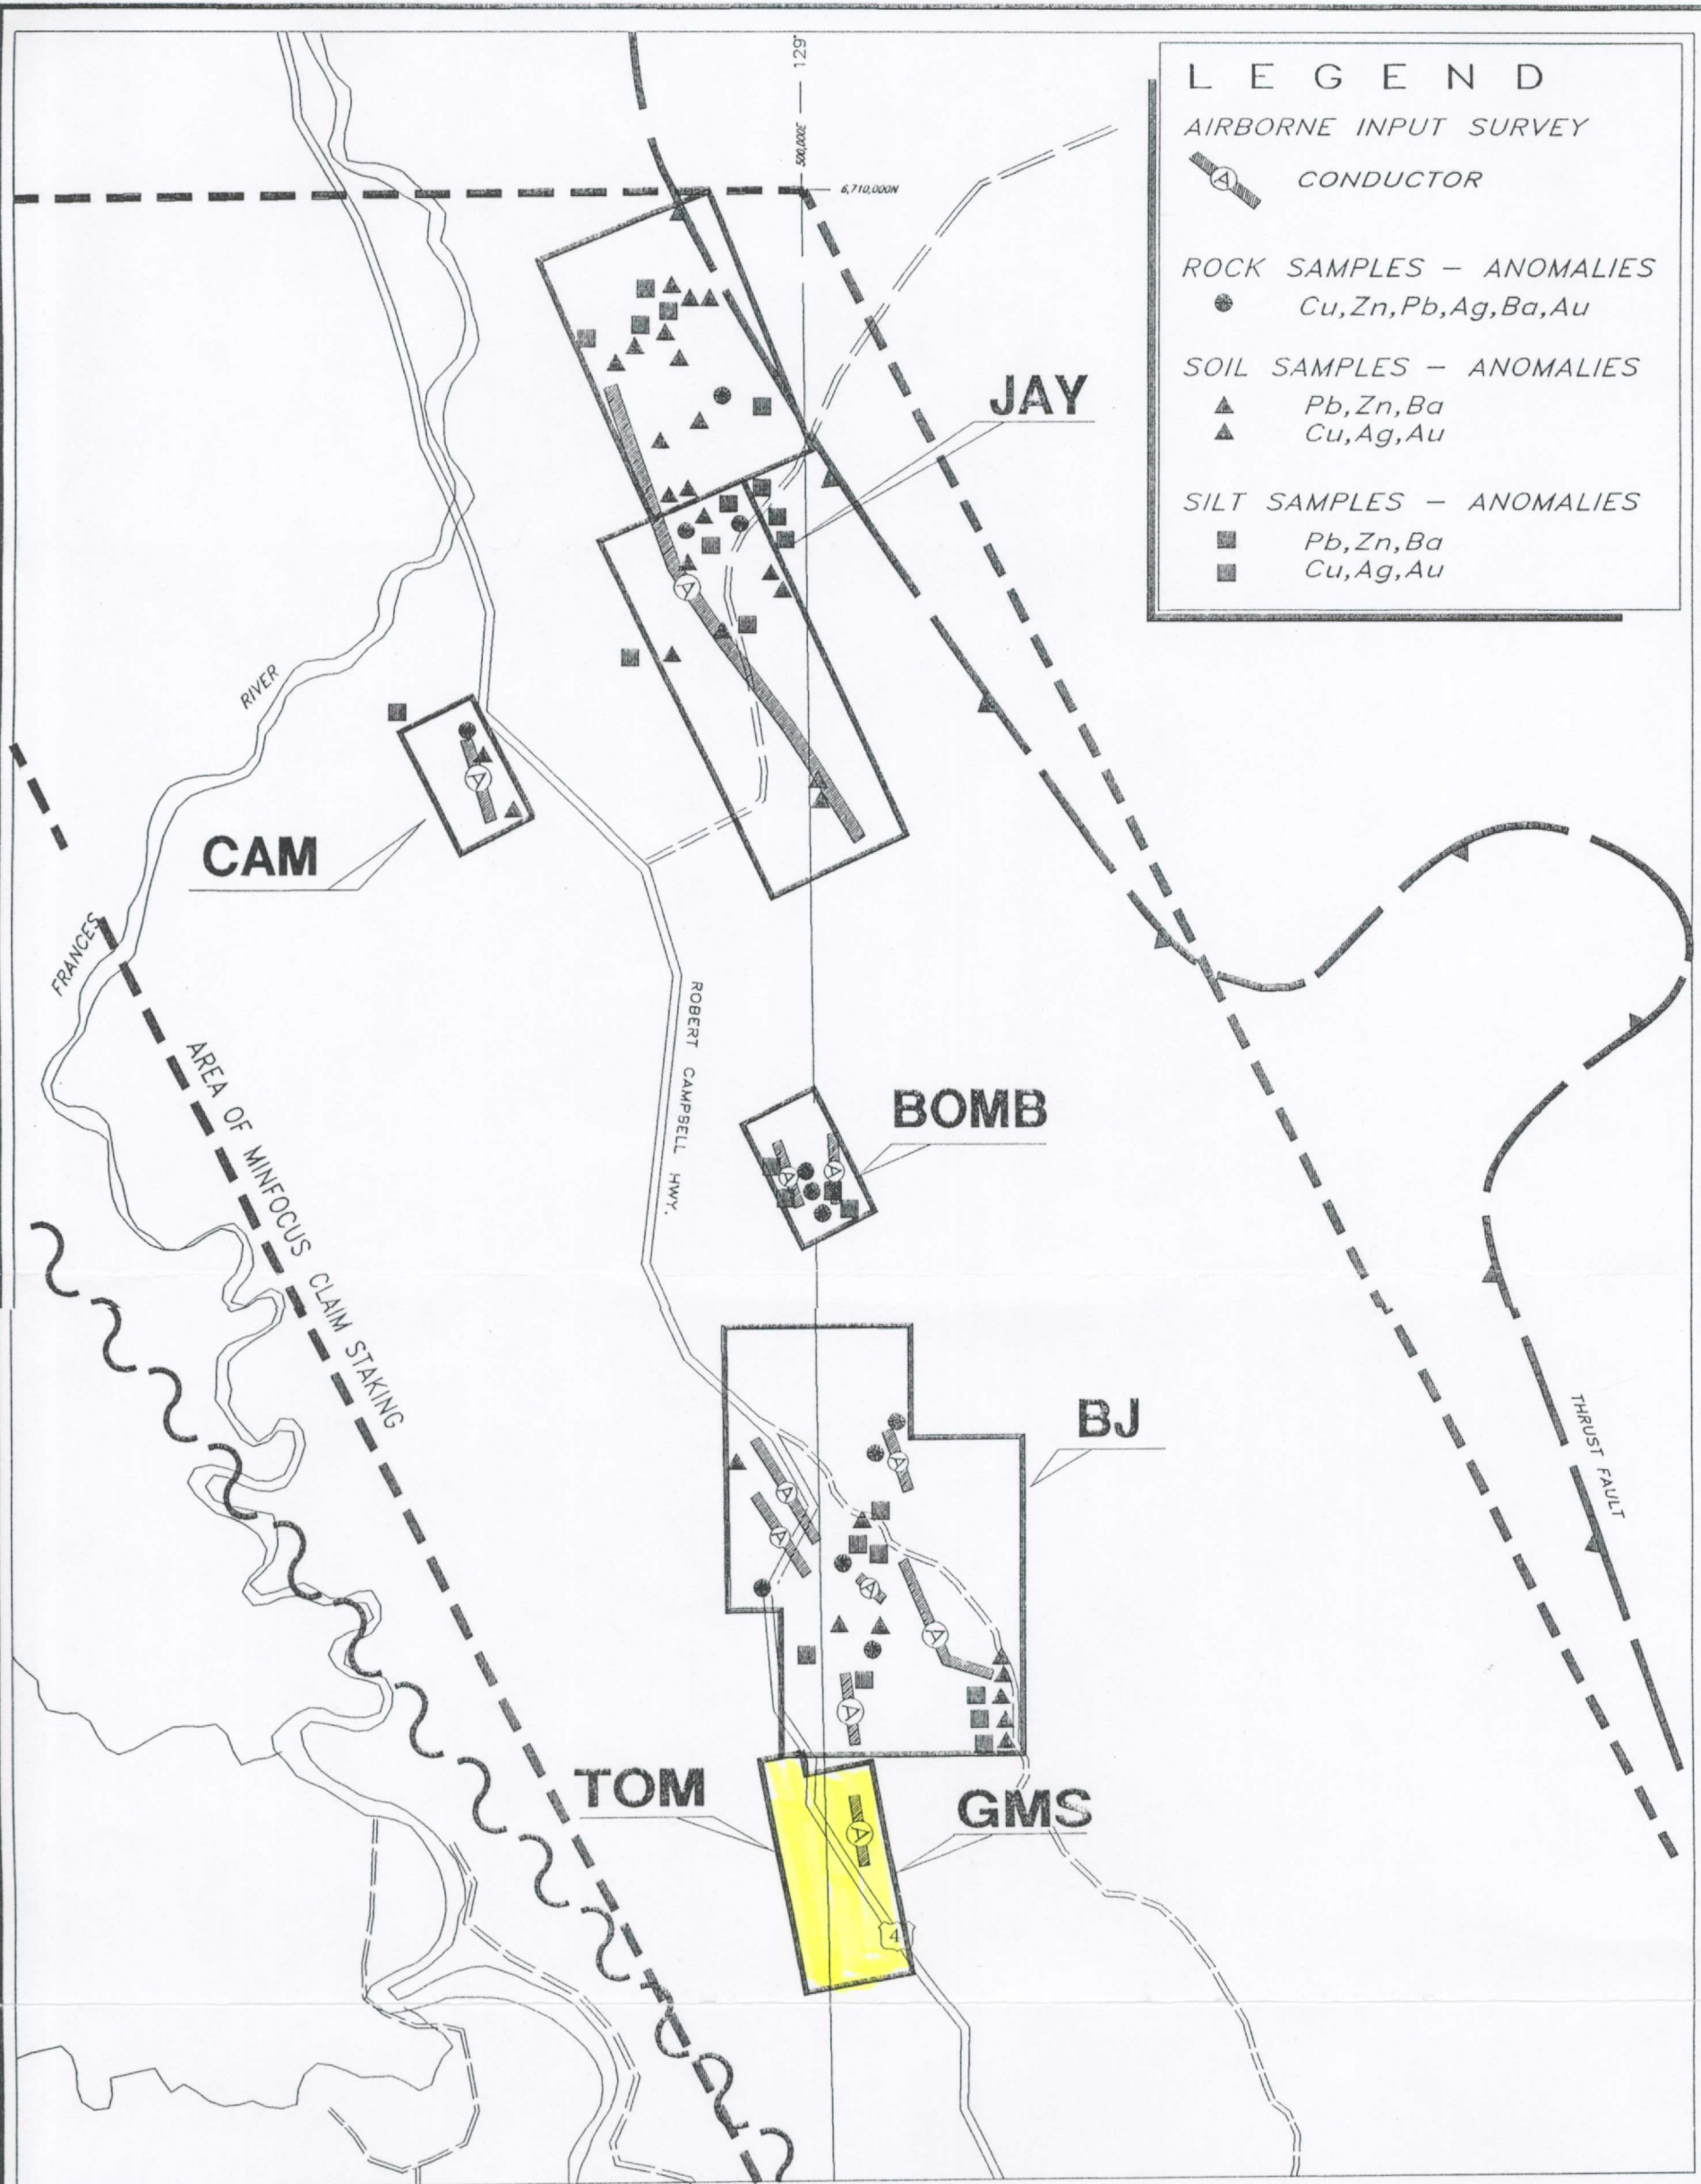 129°
500,000E
6,710,000N
L E G E N D
AIRBORNE INPUT SURVEY
A CONDUCTOR
ROCK SAMPLES – ANOMALIES
Cu,Zn,Pb,Ag,Ba,Au
SOIL SAMPLES – ANOMALIES
Pb,Zn,Ba
Cu,Ag,Au
SILT SAMPLES – ANOMALIES
Pb,Zn,Ba
Cu,Ag,Au
JAY
A
RIVER
A
CAM
FRANCES
ROBERT CAMPBELL HWY.
AREA OF MINFOCUS CLAIM STAKING
BOMB
A
A
BJ
THRUST FAULT
A
A
A
A
A
A
TOM
GMS
A
4